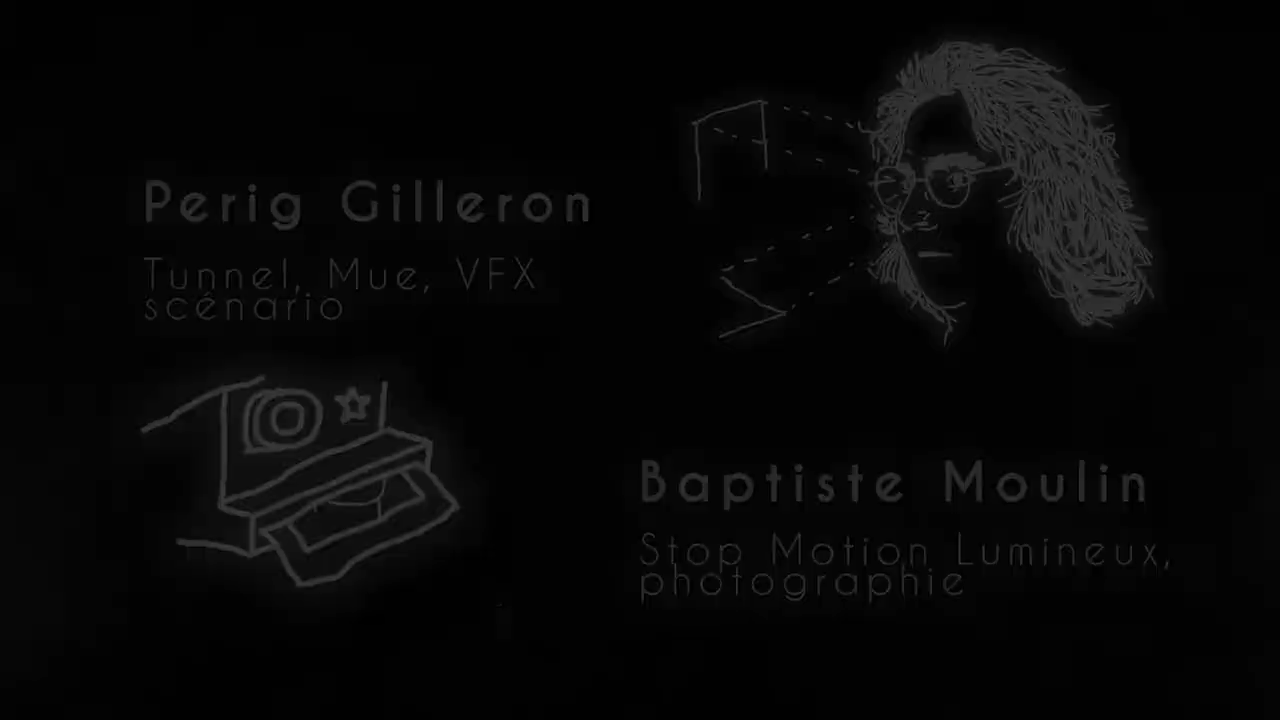 Perig Gilleron
Tunnel, Mue, VFX
scénario
Baptiste Moulin
Stop Motion Lumineux,
photographie